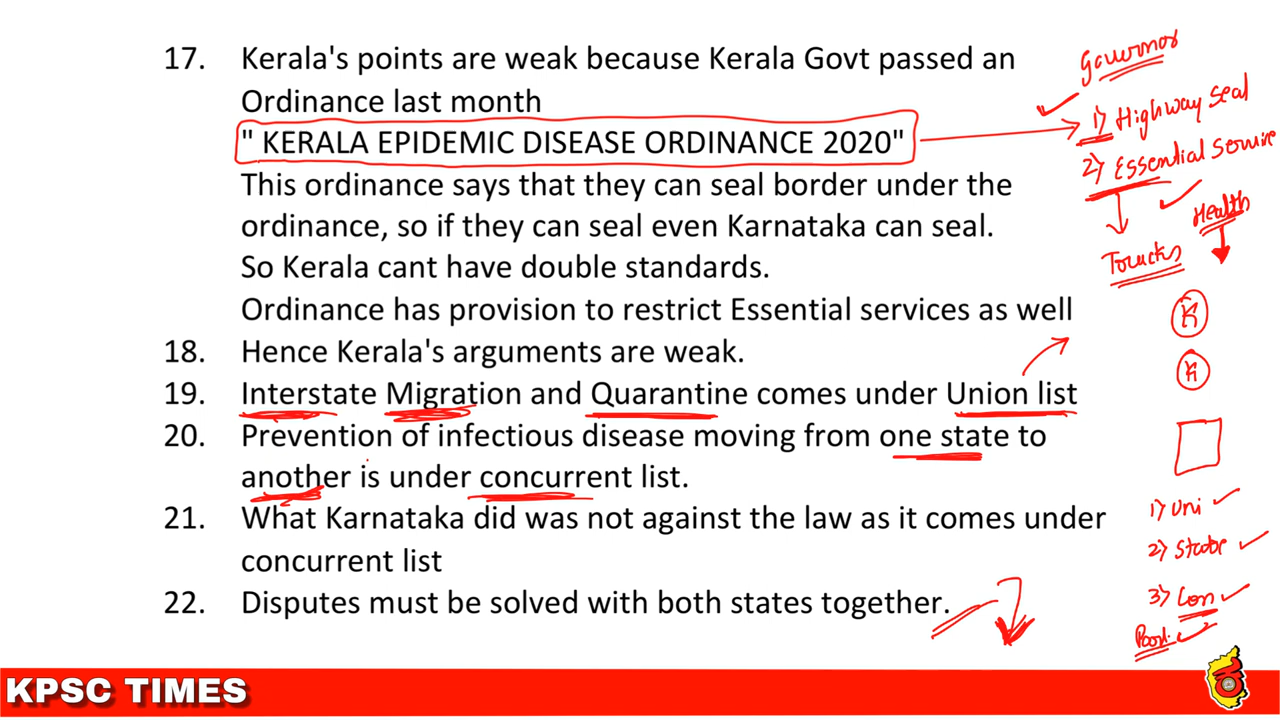 17. Kerala's points are weak because Kerala Govt passed an
Ordinance last month
" KERALA EPIDEMIC DISEASE ORDINANCE 2020"
This ordinance says that they can seal border under the
ordinance, so if they can seal even Karnataka can seal.
So Kerala cant have double standards.
Ordinance has provision to restrict Essential services as well
18. Hence Kerala's arguments are weak.
19. Interstate Migration and Quarantine comes under Union list
20. Prevention of infectious disease moving from one state to
another is under concurrent list.
21. What Karnataka did was not against the law as it comes under
concurrent list
22. Disputes must be solved with both states together.
Governor
1) Highway Seal
2) Essential Service
Health
Trucks
K
K
1) Uni
2) State
3) Con
KPSC TIMES